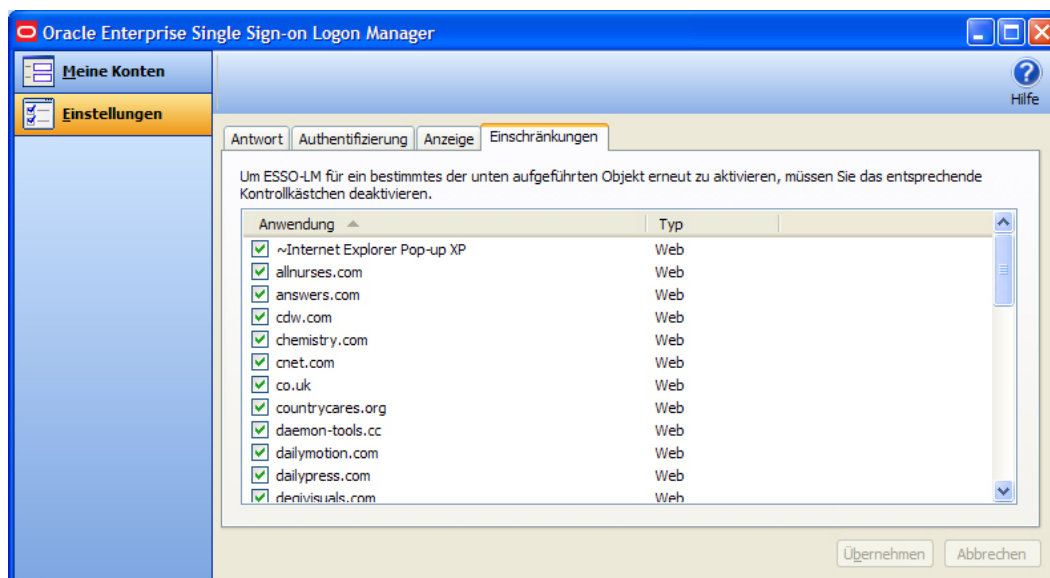 Oracle Enterprise Single Sign-on Logon Manager
Meine Konten
Einstellungen
Hilfe
Antwort Authentifizierung Anzeige Einschränkungen
Um ESSO-LM für ein bestimmtes der unten aufgeführten Objekt erneut zu aktivieren, müssen Sie das entsprechende
Kontrollkästchen deaktivieren.
Anwendung Typ
~Internet Explorer Pop-up XP Web
allnurses.com Web
answers.com Web
cdw.com Web
chemistry.com Web
cnet.com Web
co.uk Web
countrycares.org Web
daemon-tools.cc Web
dailymotion.com Web
dailypress.com Web
degivisuals.com Web
Übernehmen Abbrechen